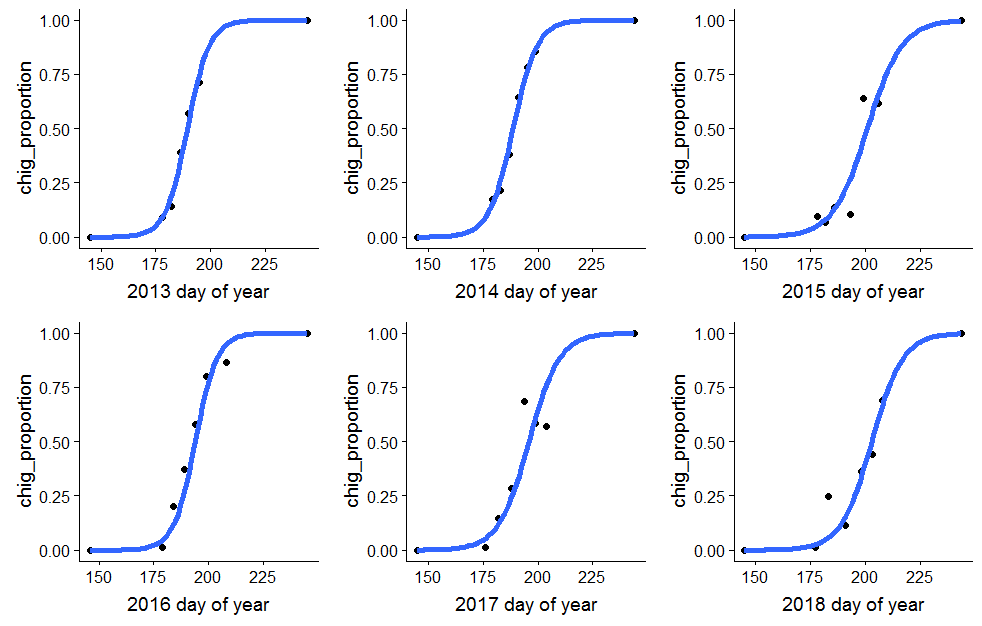 1.00
0.75
0.50
0.25
0.00
chig_proportion
150 175 200 225
2013 day of year
1.00
0.75
0.50
0.25
0.00
chig_proportion
150 175 200 225
2014 day of year
1.00
0.75
0.50
0.25
0.00
chig_proportion
150 175 200 225
2015 day of year
1.00
0.75
0.50
0.25
0.00
chig_proportion
150 175 200 225
2016 day of year
1.00
0.75
0.50
0.25
0.00
chig_proportion
150 175 200 225
2017 day of year
1.00
0.75
0.50
0.25
0.00
chig_proportion
150 175 200 225
2018 day of year